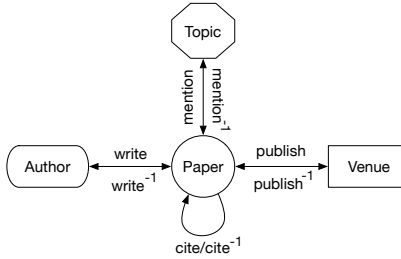 Topic
mention
mention⁻¹
write
publish
Author
Paper
Venue
write⁻¹
publish⁻¹
cite/cite⁻¹